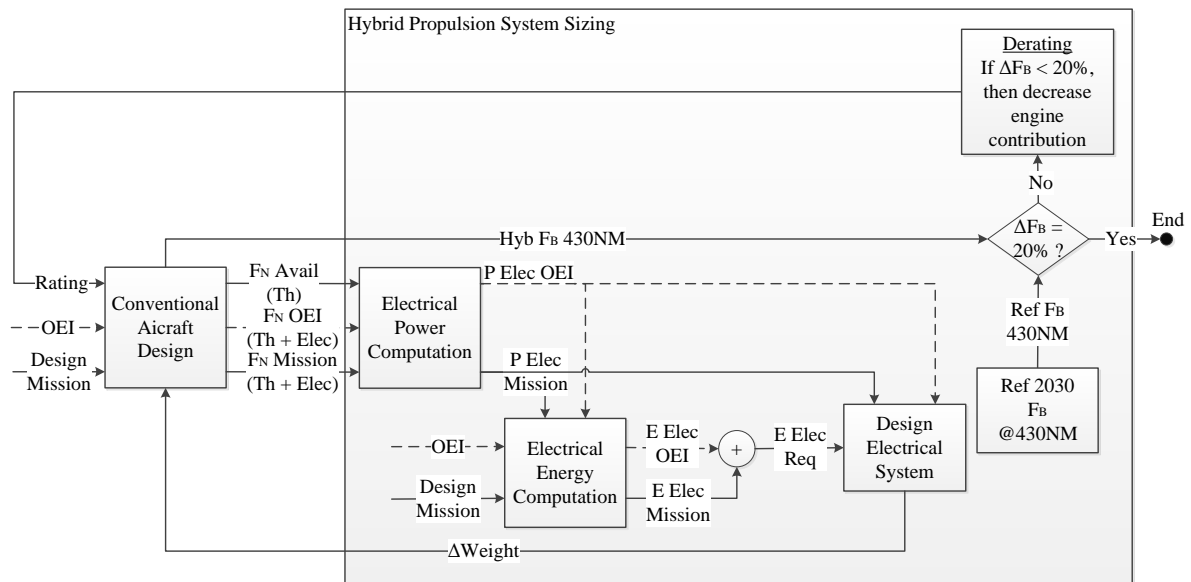 Hybrid Propulsion System Sizing
Derating
If ΔFB < 20%,
then decrease
engine
contribution
No
ΔFB =
20% ?
Yes
End
Hyb FB 430NM
Ref FB
430NM
Ref 2030
FB
@430NM
Rating
OEI
Design
Mission
Conventional
Aicraft
Design
FN Avail
(Th)
FN OEI
(Th + Elec)
FN Mission
(Th + Elec)
Electrical
Power
Computation
P Elec OEI
P Elec
Mission
OEI
Design
Mission
Electrical
Energy
Computation
E Elec
OEI
E Elec
Mission
+
E Elec
Req
Design
Electrical
System
ΔWeight